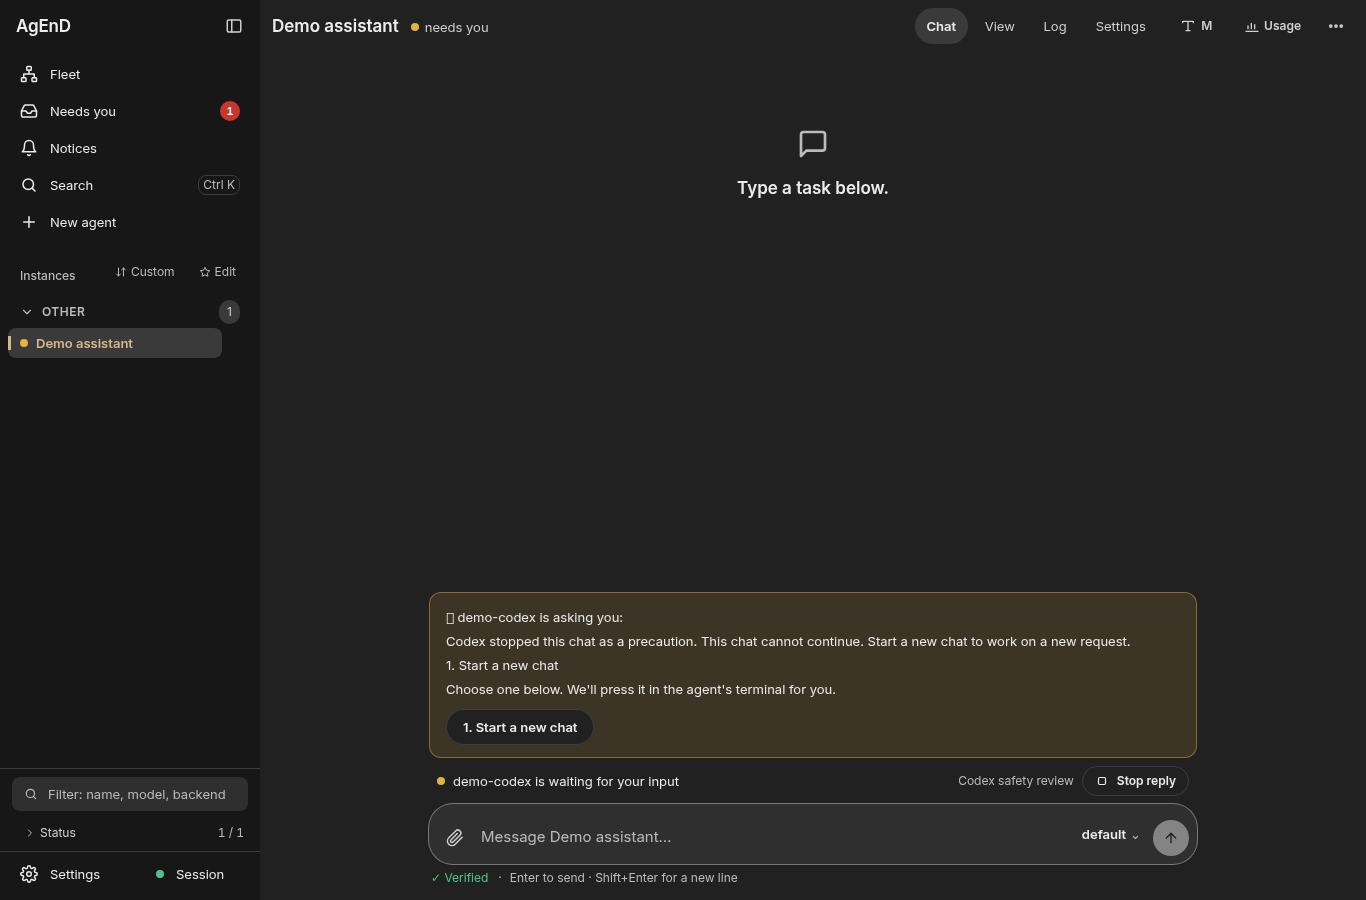 AgEnD
Fleet
Needs you 1
Notices
Search Ctrl K
New agent
Instances Custom Edit
OTHER 1
Demo assistant
Filter: name, model, backend
Status 1 / 1
Settings Session
Demo assistant needs you
Chat View Log Settings T M Usage
Type a task below.
demo-codex is asking you:
Codex stopped this chat as a precaution. This chat cannot continue. Start a new chat to work on a new request.
1. Start a new chat
Choose one below. We'll press it in the agent's terminal for you.
1. Start a new chat
demo-codex is waiting for your input Codex safety review Stop reply
Message Demo assistant... default
✓ Verified · Enter to send · Shift+Enter for a new line